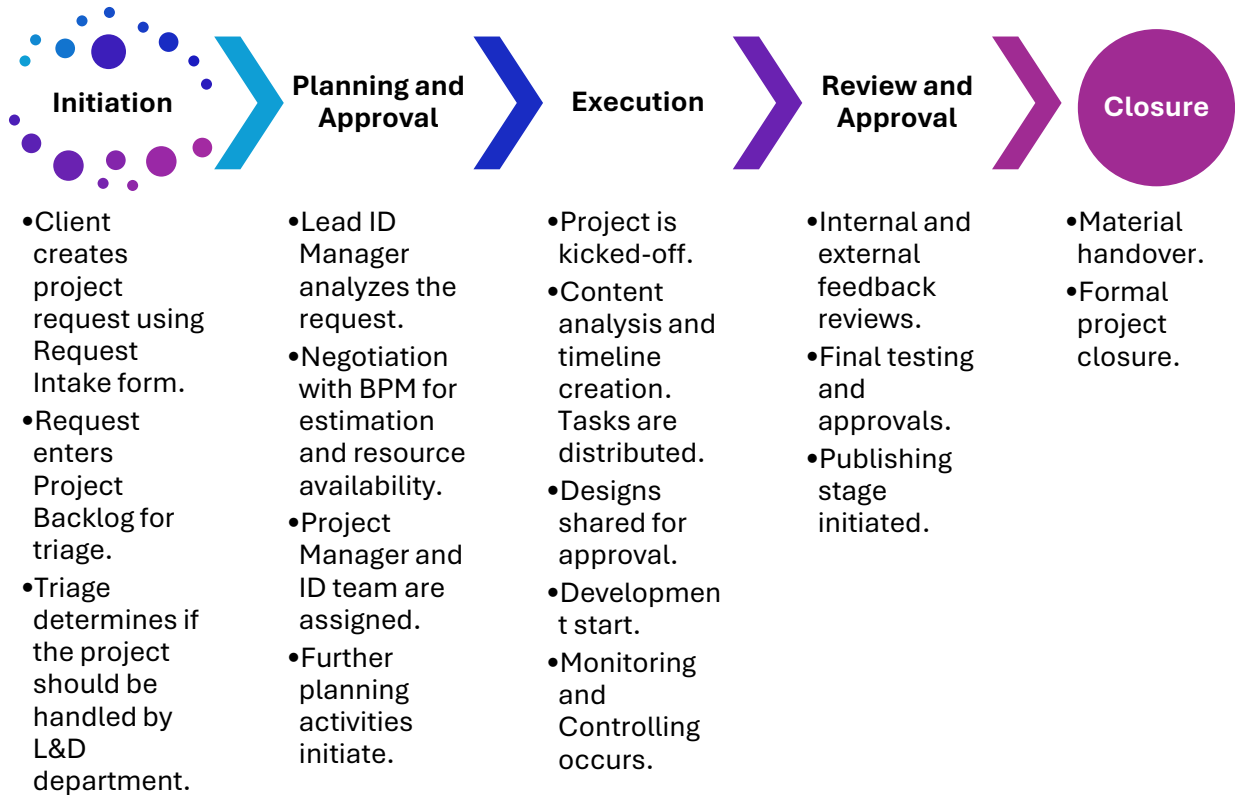 Initiation
Planning and
Approval
Execution
Review and
Approval
Closure
•Client
creates
project
request using
Request
Intake form.
•Request
enters
Project
Backlog for
triage.
•Triage
determines if
the project
should be
handled by
L&D
department.
•Lead ID
Manager
analyzes the
request.
•Negotiation
with BPM for
estimation
and resource
availability.
•Project
Manager and
ID team are
assigned.
•Further
planning
activities
initiate.
•Project is
kicked-off.
•Content
analysis and
timeline
creation.
Tasks are
distributed.
•Designs
shared for
approval.
•Developmen
t start.
•Monitoring
and
Controlling
occurs.
•Internal and
external
feedback
reviews.
•Final testing
and
approvals.
•Publishing
stage
initiated.
•Material
handover.
•Formal
project
closure.